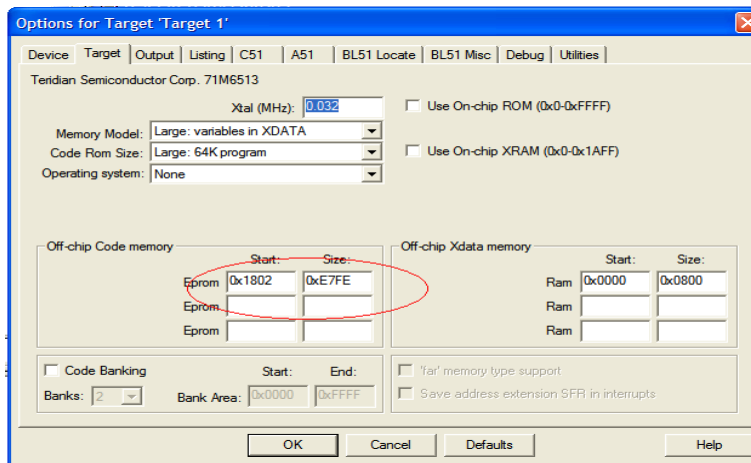 Options for Target 'Target 1'
Device Target Output Listing C51 A51 BL51 Locate BL51 Misc Debug Utilities
Teridian Semiconductor Corp. 71M6513
Xtal (MHz): 0.032 Use On-chip ROM (0x0-0xFFFF)
Memory Model: Large: variables in XDATA
Code Rom Size: Large: 64K program Use On-chip XRAM (0x0-0x1AFF)
Operating system: None
Off-chip Code memory Off-chip Xdata memory
Start: Size: Start: Size:
Eprom 0x1802 0xE7FE Ram 0x0000 0x0800
Eprom Ram
Eprom Ram
Code Banking Start: End: 'far' memory type support
Banks: 2 Bank Area: 0x0000 0xFFFF Save address extension SFR in interrupts
OK Cancel Defaults Help